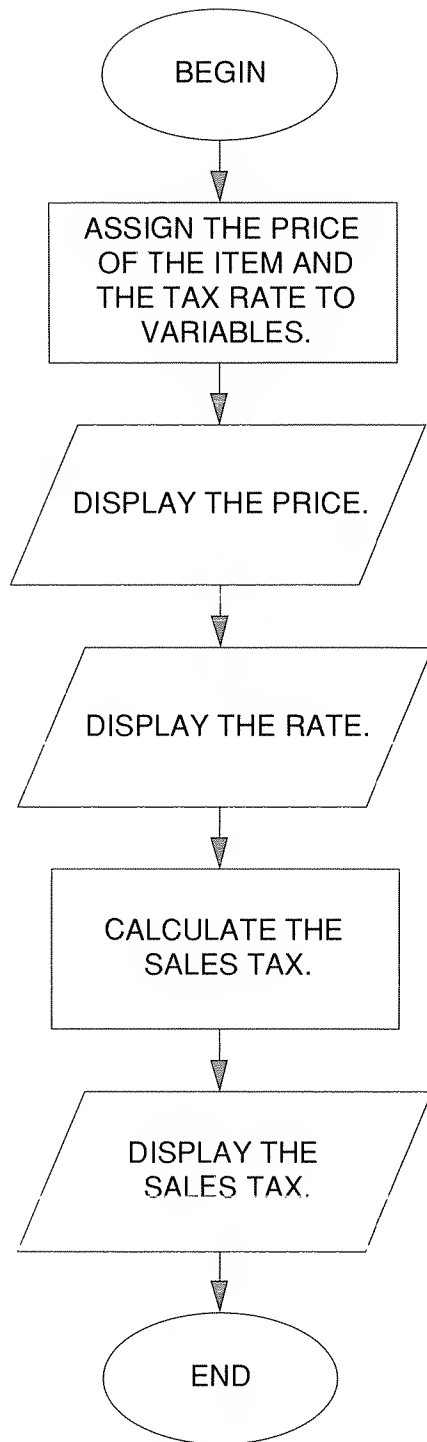 BEGIN
ASSIGN THE PRICE
OF THE ITEM AND
THE TAX RATE TO
VARIABLES.
DISPLAY THE PRICE.
DISPLAY THE RATE.
CALCULATE THE
SALES TAX.
DISPLAY THE
SALES TAX.
END